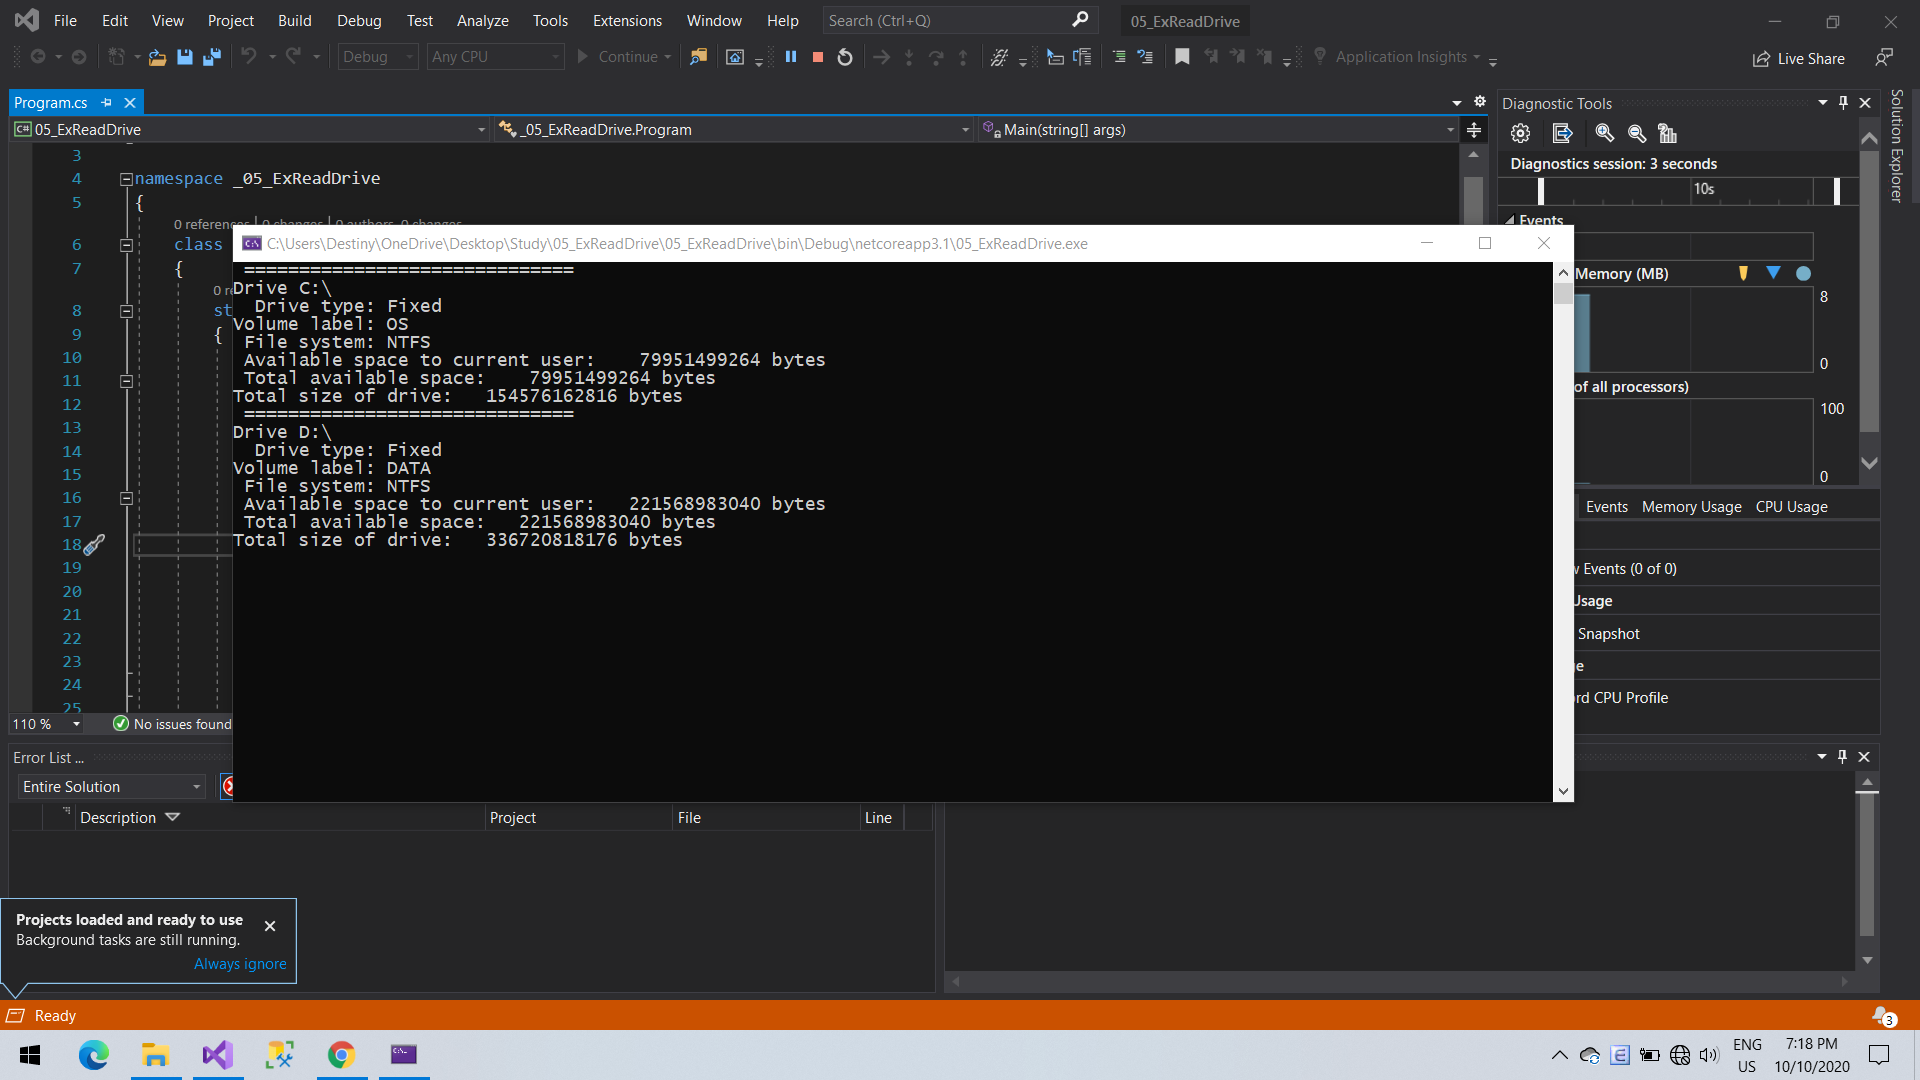 File Edit View Project Build Debug Test Analyze Tools Extensions Window Help Search (Ctrl+Q) 05_ExReadDrive
Debug Any CPU Continue Application Insights Live Share
Program.cs
05_ExReadDrive _05_ExReadDrive.Program Main(string[] args)
3
4 namespace _05_ExReadDrive
5 {
0 references | 0 changes | 0 authors, 0 changes
6 class
7 {
0 re
8 st
9 {
10
11
12
13
14
15
16
17
18
19
20
21
22
23
24
25
110 % No issues found
C:\Users\Destiny\OneDrive\Desktop\Study\05_ExReadDrive\05_ExReadDrive\bin\Debug\netcoreapp3.1\05_ExReadDrive.exe
==============================
Drive C:\
Drive type: Fixed
Volume label: OS
File system: NTFS
Available space to current user: 79951499264 bytes
Total available space: 79951499264 bytes
Total size of drive: 154576162816 bytes
==============================
Drive D:\
Drive type: Fixed
Volume label: DATA
File system: NTFS
Available space to current user: 221568983040 bytes
Total available space: 221568983040 bytes
Total size of drive: 336720818176 bytes
Diagnostic Tools
Diagnostics session: 3 seconds
10s
Events
Memory (MB)
8
0
of all processors)
100
0
Events Memory Usage CPU Usage
w Events (0 of 0)
Usage
Snapshot
ge
ord CPU Profile
Solution Explorer
Error List ...
Entire Solution
Description Project File Line
Projects loaded and ready to use
Background tasks are still running.
Always ignore
Ready
3
ENG
US
7:18 PM
10/10/2020